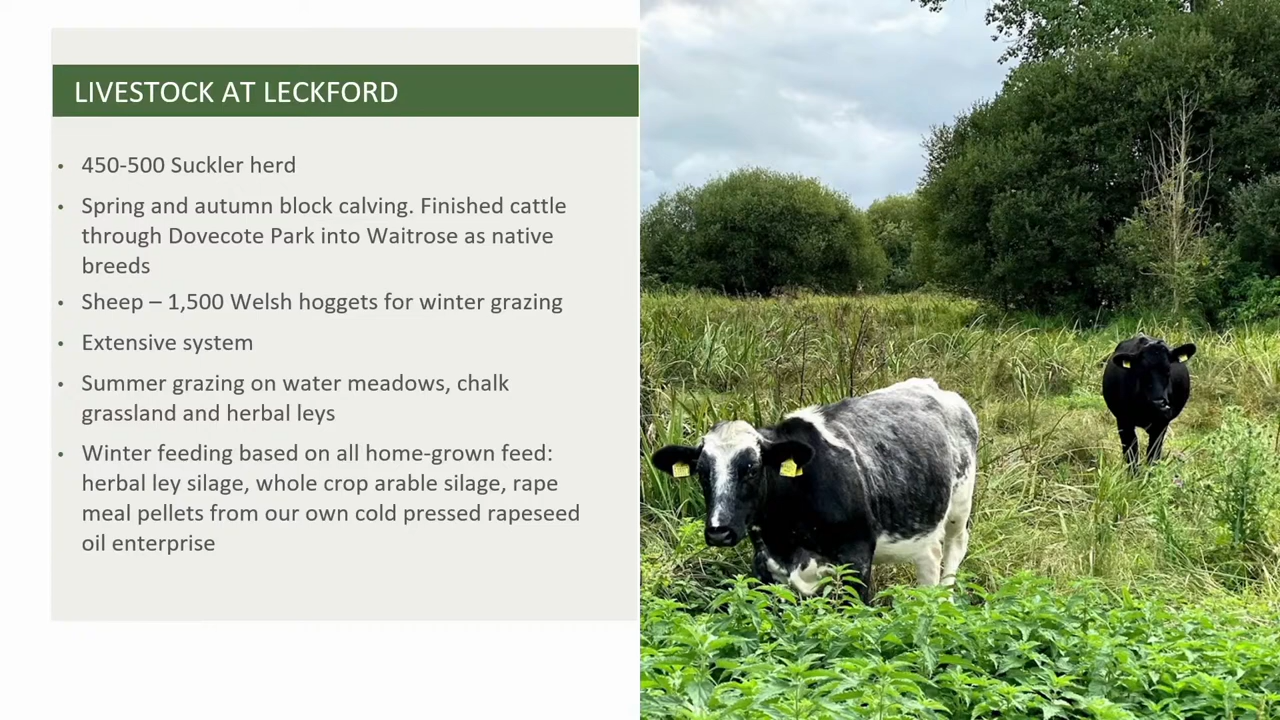 LIVESTOCK AT LECKFORD
• 450-500 Suckler herd
• Spring and autumn block calving. Finished cattle
through Dovecote Park into Waitrose as native
breeds
• Sheep – 1,500 Welsh hoggets for winter grazing
• Extensive system
• Summer grazing on water meadows, chalk
grassland and herbal leys
• Winter feeding based on all home-grown feed:
herbal ley silage, whole crop arable silage, rape
meal pellets from our own cold pressed rapeseed
oil enterprise